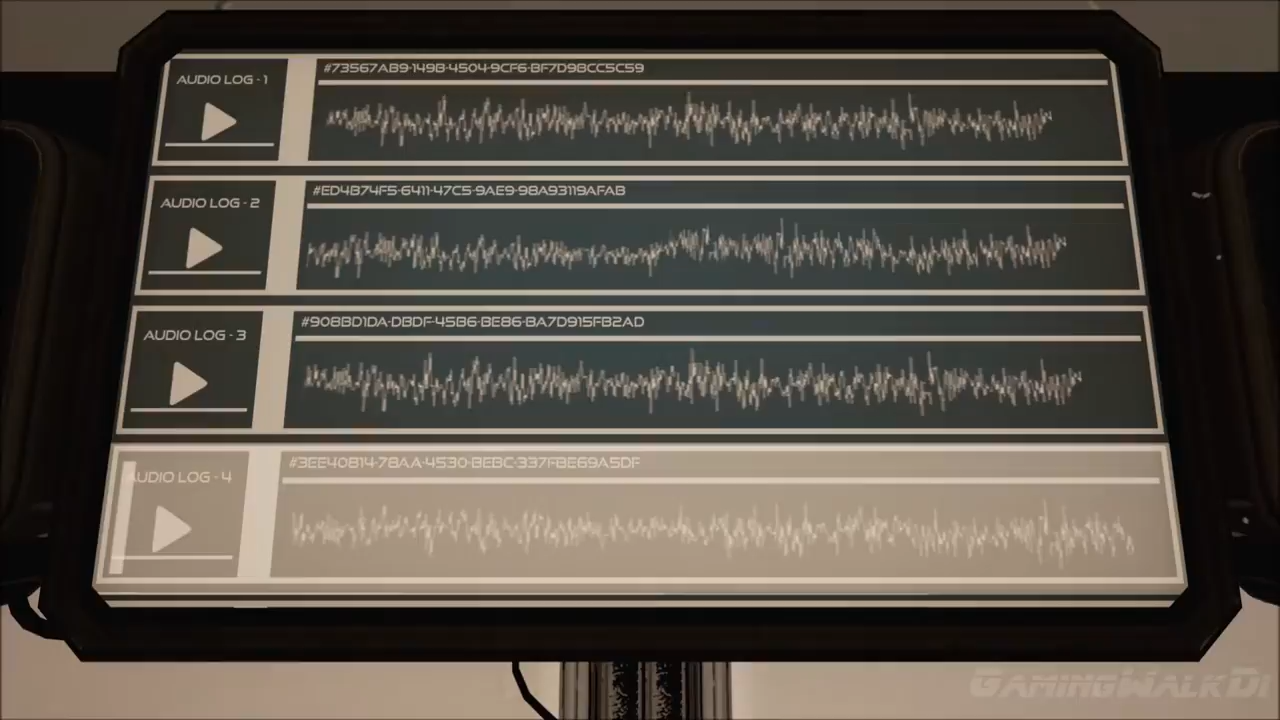 AUDIO LOG - 1
#73567AB9-149B-4504-9CF6-BF7D9BCC5C59
AUDIO LOG - 2
#ED4B74F5-6411-47C5-9AE9-98A93119AFAB
AUDIO LOG - 3
#908BD1DA-DBDF-45B6-BE86-BA7D915FB2AD
AUDIO LOG - 4
#3EE40814-78AA-4530-BEBC-337FBE69A5DF
GAMINGWALKDI